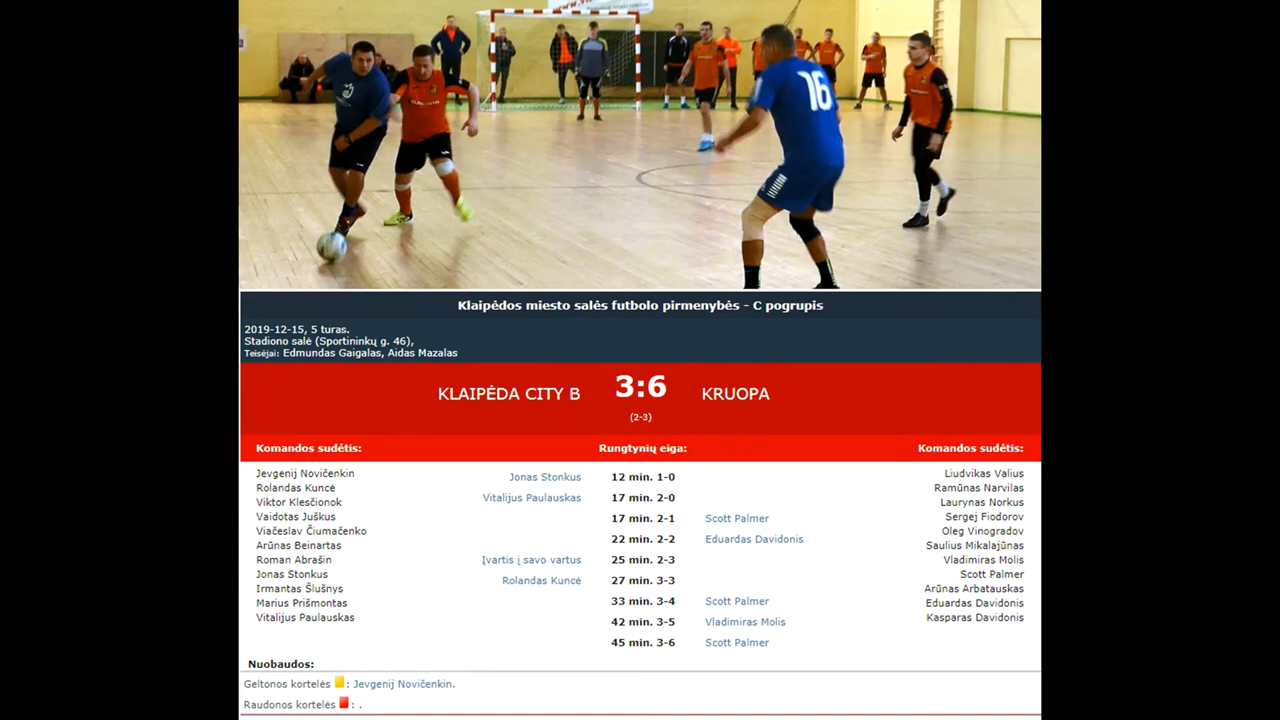 16
Klaipėdos miesto salės futbolo pirmenybės - C pogrupis
2019-12-15, 5 turas.
Stadiono salė (Sportininkų g. 46),
Teisėjai: Edmundas Gaigalas, Aidas Mazalas
KLAIPĖDA CITY B 3:6 KRUOPA
(2-3)
Komandos sudėtis: Rungtynių eiga: Komandos sudėtis:
Jevgenij Novičenkin
Rolandas Kuncė
Viktor Klesčionok
Vaidotas Juškus
Viačeslav Čiumačenko
Arūnas Beinartas
Roman Abrašin
Jonas Stonkus
Irmantas Šlušnys
Marius Prišmontas
Vitalijus Paulauskas
Jonas Stonkus 12 min. 1-0
Vitalijus Paulauskas 17 min. 2-0
17 min. 2-1 Scott Palmer
22 min. 2-2 Eduardas Davidonis
Įvartis į savo vartus 25 min. 2-3
Rolandas Kuncė 27 min. 3-3
33 min. 3-4 Scott Palmer
42 min. 3-5 Vladimiras Molis
45 min. 3-6 Scott Palmer
Liudvikas Valius
Ramūnas Narvilas
Laurynas Norkus
Sergej Fiodorov
Oleg Vinogradov
Saulius Mikalajūnas
Vladimiras Molis
Scott Palmer
Arūnas Arbatauskas
Eduardas Davidonis
Kasparas Davidonis
Nuobaudos:
Geltonos kortelės : Jevgenij Novičenkin.
Raudonos kortelės : .